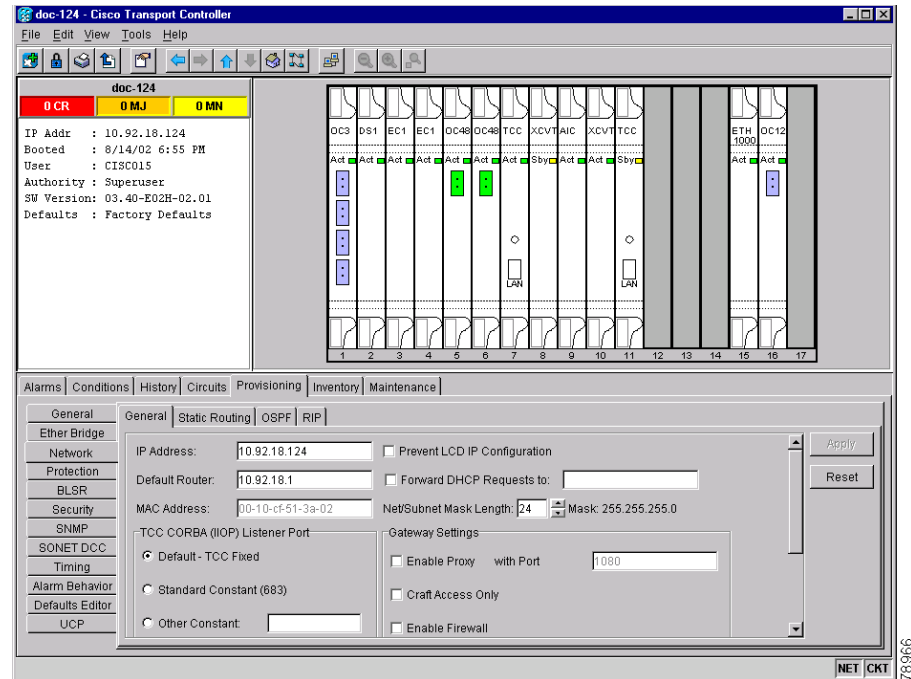 doc-124 - Cisco Transport Controller
File Edit View Tools Help
doc-124
0 CR 0 MJ 0 MN
IP Addr : 10.92.18.124
Booted : 8/14/02 6:55 PM
User : CISCO15
Authority : Superuser
SW Version: 03.40-E02H-02.01
Defaults : Factory Defaults
OC3 DS1 EC1 EC1 OC48 OC48 TCC XCVT AIC XCVT TCC ETH 1000 OC12
Act Act Act Act Act Act Act Sby Act Act Sby Act Act
LAN LAN
1 2 3 4 5 6 7 8 9 10 11 12 13 14 15 16 17
Alarms Conditions History Circuits Provisioning Inventory Maintenance
General
Ether Bridge
Network
Protection
BLSR
Security
SNMP
SONET DCC
Timing
Alarm Behavior
Defaults Editor
UCP
General Static Routing OSPF RIP
IP Address: 10.92.18.124 Prevent LCD IP Configuration
Default Router: 10.92.18.1 Forward DHCP Requests to:
MAC Address: 00-10-cf-51-3a-02 Net/Subnet Mask Length: 24 Mask: 255.255.255.0
TCC CORBA (IIOP) Listener Port
Default - TCC Fixed
Standard Constant (683)
Other Constant:
Gateway Settings
Enable Proxy with Port 1080
Craft Access Only
Enable Firewall
Apply
Reset
NET CKT
78966